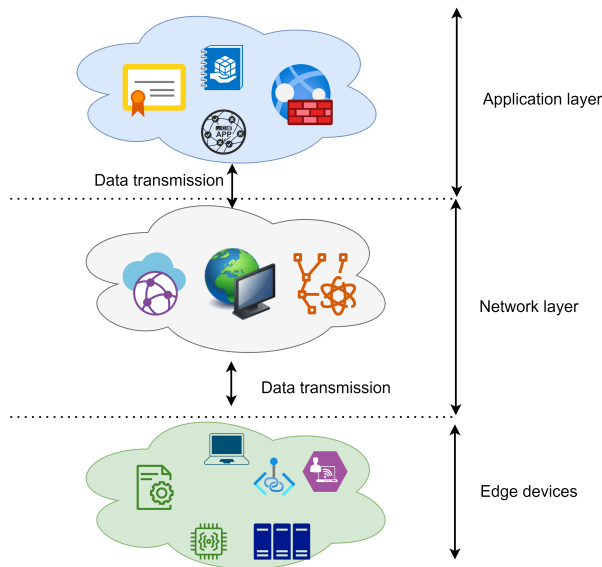 Application layer
APP
Data transmission
Network layer
Data transmission
Edge devices